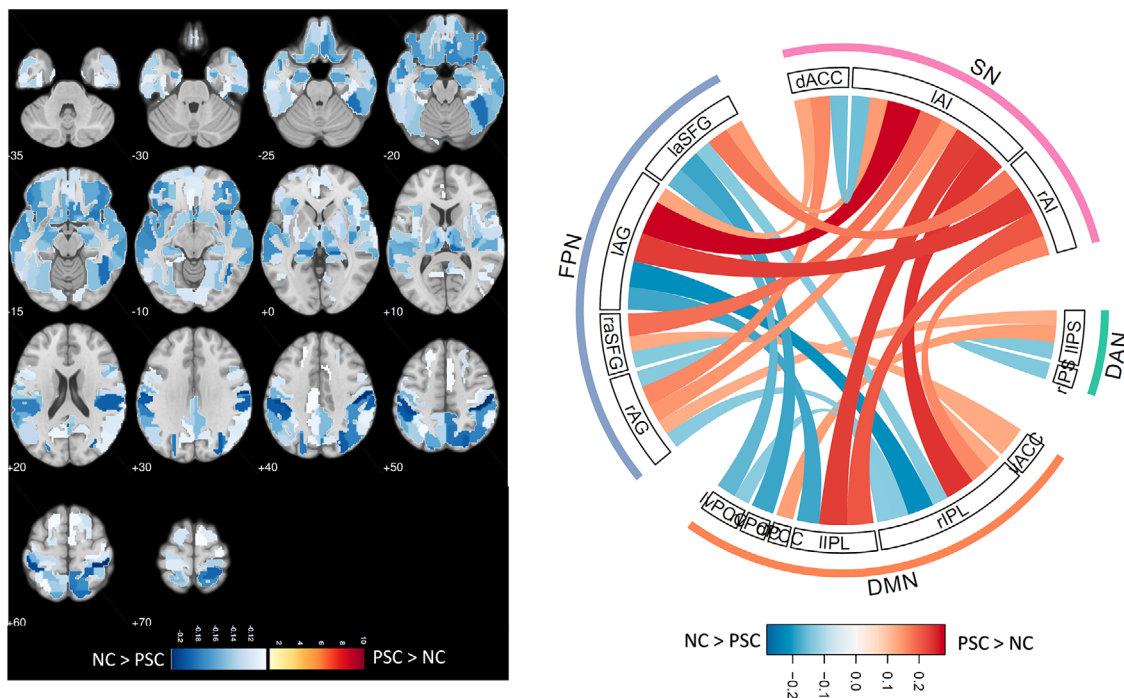 -35
-30
-25
-20
-15
-10
+0
+10
+20
+30
+40
+50
+60
+70
NC > PSC
-0.2
-0.18
-0.16
-0.14
-0.12
2
4
6
8
10
PSC > NC
SN
dACC
lAI
rAI
FPN
laSFG
lAG
raSFG
rAG
DAN
lIPS
DMN
rIPL
lIPL
NC > PSC
-0.2
-0.1
0.0
0.1
0.2
PSC > NC